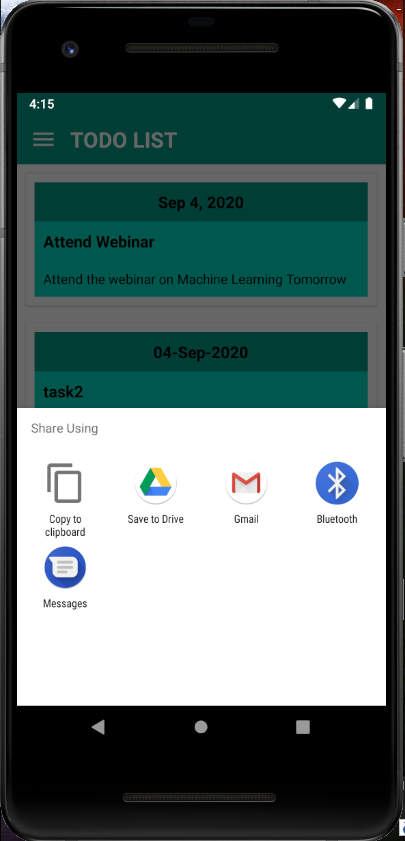 4:15
TODO LIST
Sep 4, 2020
Attend Webinar
Attend the webinar on Machine Learning Tomorrow
04-Sep-2020
task2
Share Using
Copy to
clipboard
Save to Drive
Gmail
Bluetooth
Messages